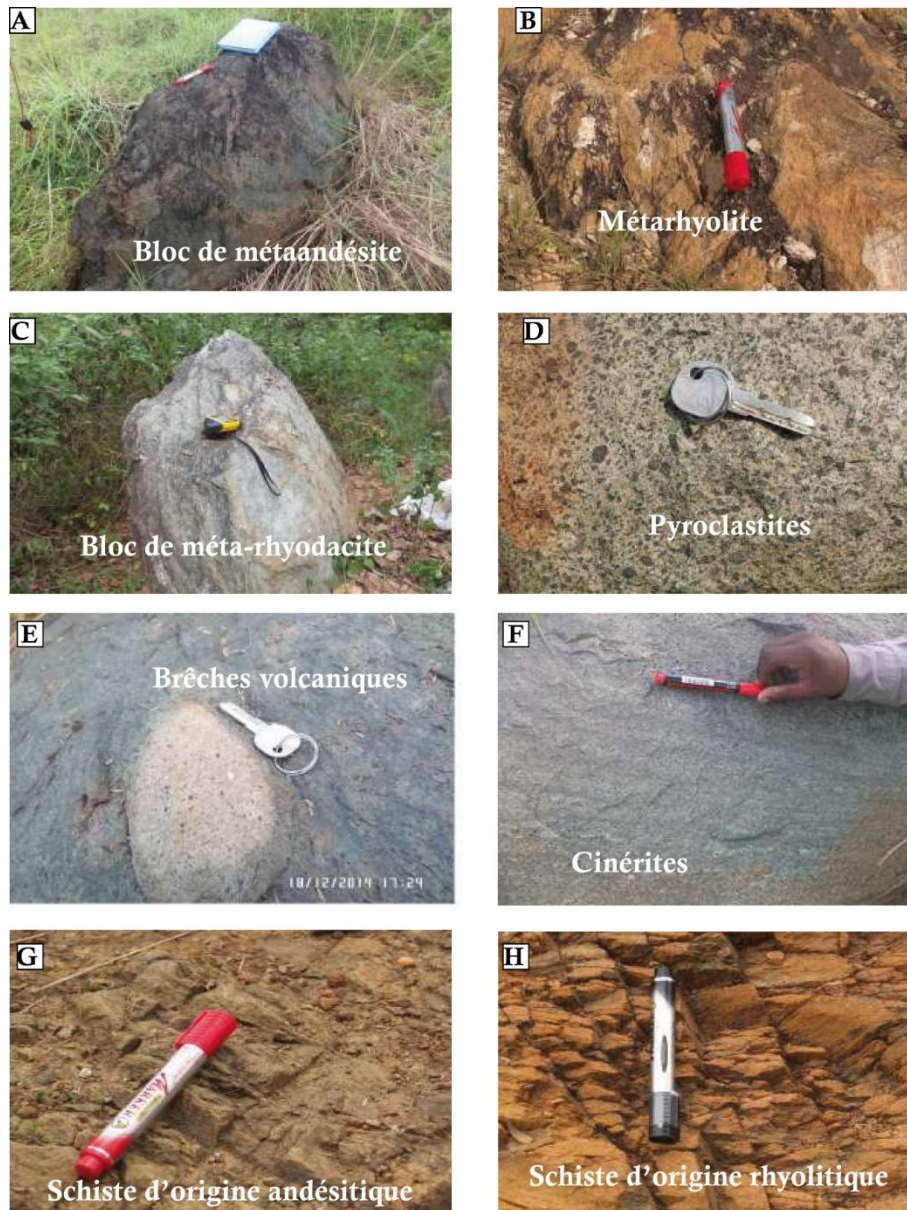 A
Bloc de métaandésite
B
Métarhyolite
C
Bloc de méta-rhyodacite
D
Pyroclastites
E
Brêches volcaniques
18/12/2014 17:24
F
Cinérites
G
MARKER
Schiste d'origine andésitique
H
Schiste d'origine rhyolitique